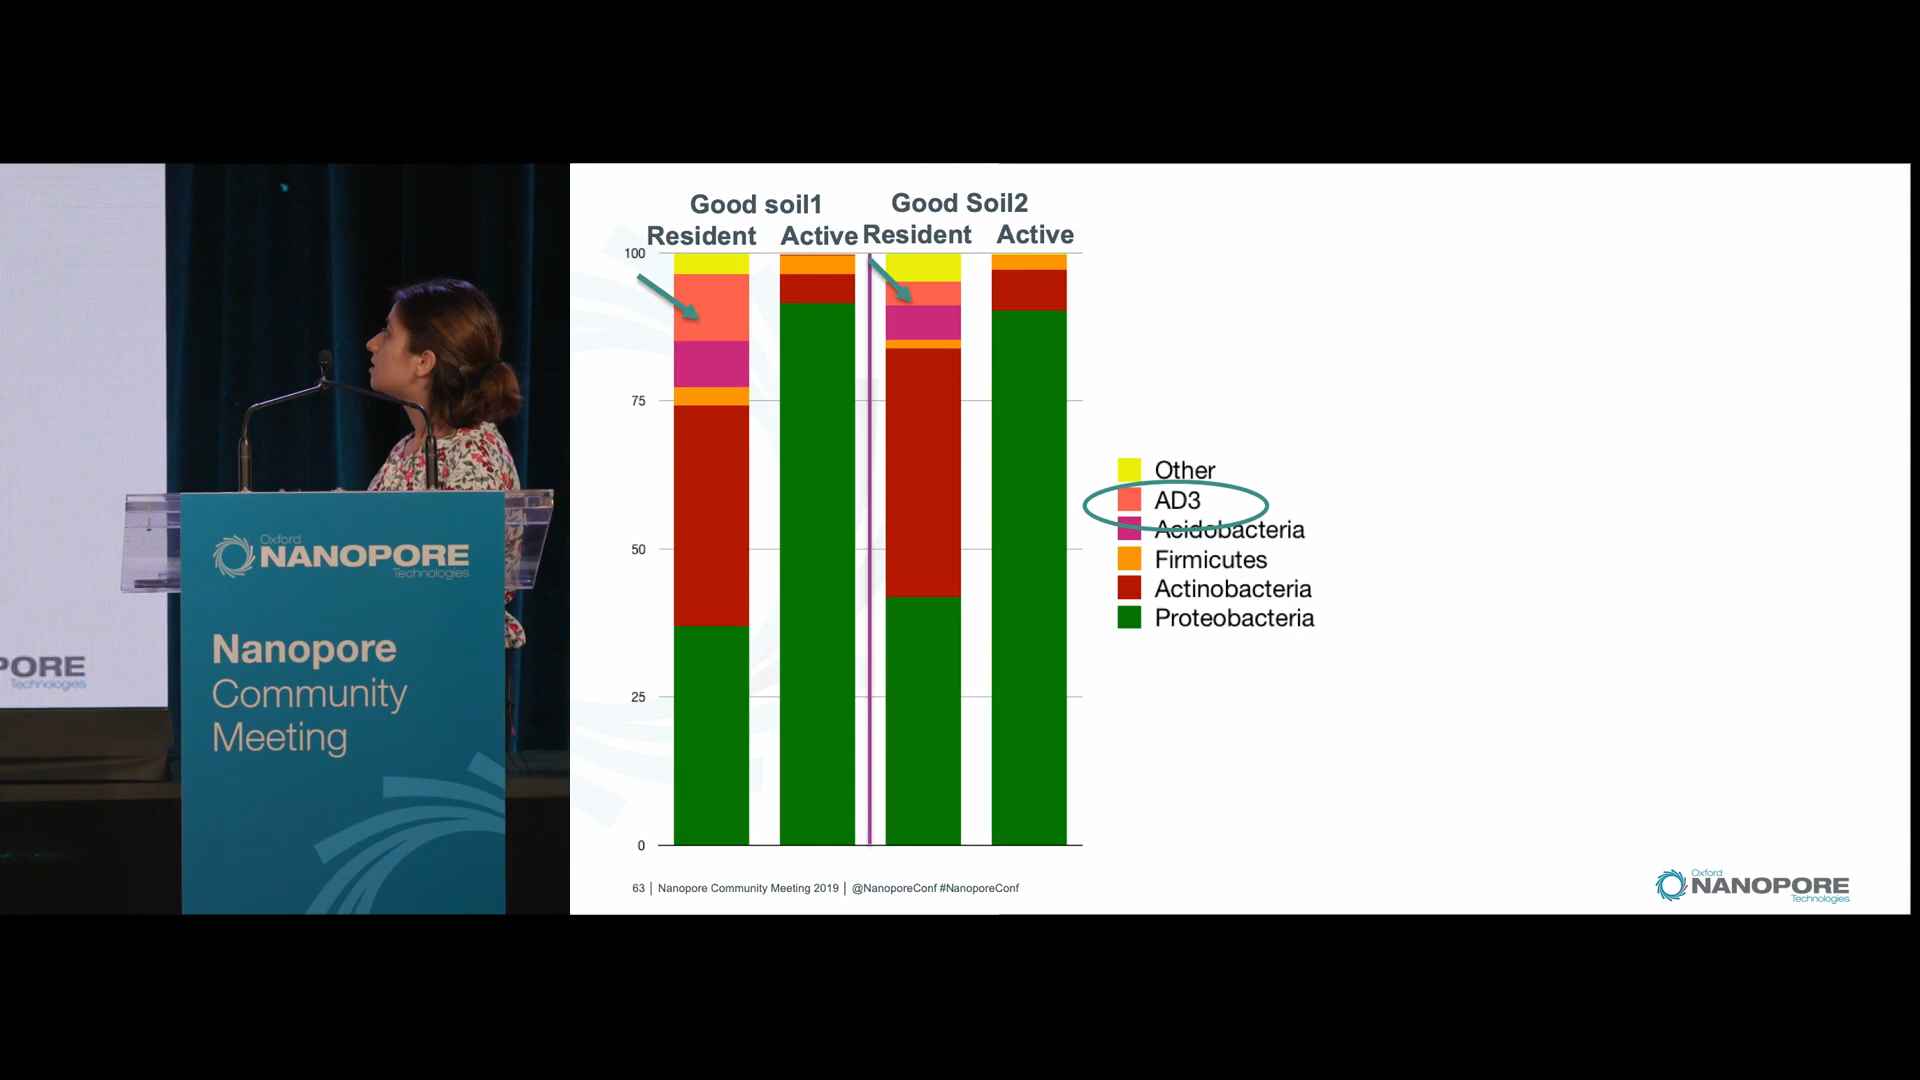 Good soil1
Good Soil2
Resident
Active
Resident
Active
100
75
50
25
0
Other
AD3
Acidobacteria
Firmicutes
Actinobacteria
Proteobacteria
63 | Nanopore Community Meeting 2019 | @NanoporeConf #NanoporeConf
Oxford
NANOPORE
Technologies
Oxford
NANOPORE
Technologies
Nanopore
Community
Meeting
PORE
Technologies